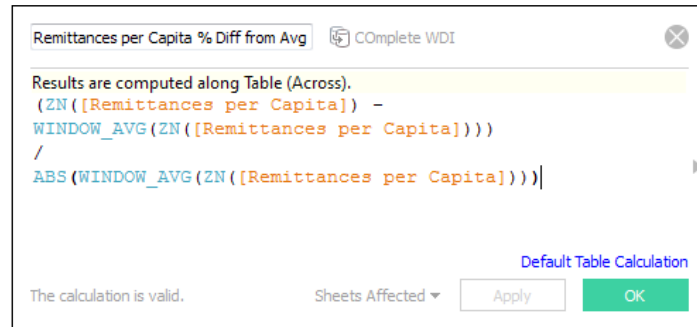 Remittances per Capita % Diff from Avg COmplete WDI
Results are computed along Table (Across).
(ZN([Remittances per Capita]) -
WINDOW_AVG(ZN([Remittances per Capita])))
/
ABS(WINDOW_AVG(ZN([Remittances per Capita])))
Default Table Calculation
The calculation is valid. Sheets Affected Apply OK